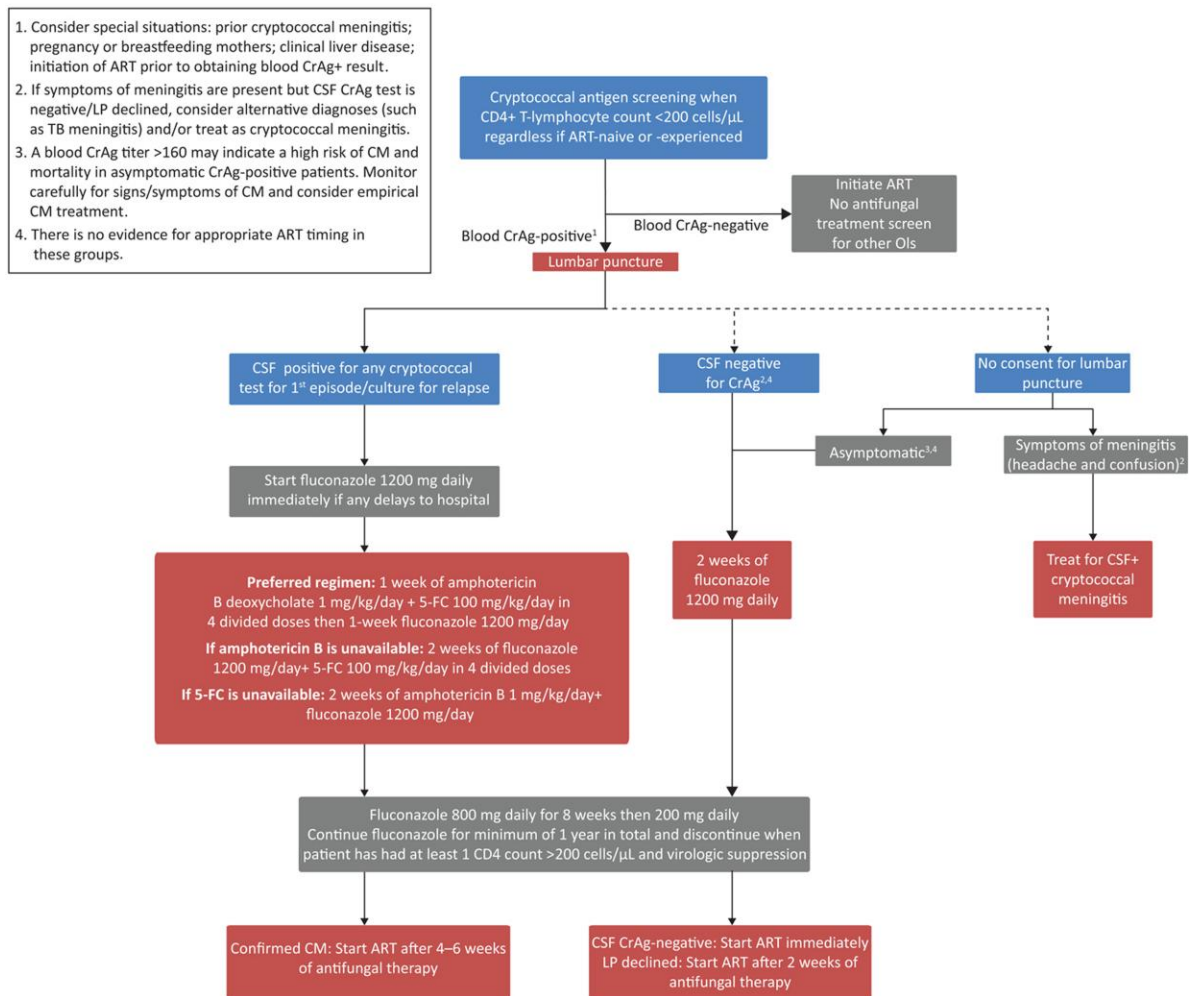 1. Consider special situations: prior cryptococcal meningitis;
pregnancy or breastfeeding mothers; clinical liver disease;
initiation of ART prior to obtaining blood CrAg+ result.
2. If symptoms of meningitis are present but CSF CrAg test is
negative/LP declined, consider alternative diagnoses (such
as TB meningitis) and/or treat as cryptococcal meningitis.
3. A blood CrAg titer >160 may indicate a high risk of CM and
mortality in asymptomatic CrAg-positive patients. Monitor
carefully for signs/symptoms of CM and consider empirical
CM treatment.
4. There is no evidence for appropriate ART timing in
these groups.
Cryptococcal antigen screening when
CD4+ T-lymphocyte count <200 cells/µL
regardless if ART-naive or -experienced
Initiate ART
No antifungal
treatment screen
for other OIs
Blood CrAg-negative
Blood CrAg-positive¹
Lumbar puncture
CSF positive for any cryptococcal
test for 1st episode/culture for relapse
CSF negative
for CrAg²,⁴
No consent for lumbar
puncture
Asymptomatic³,⁴
Symptoms of meningitis
(headache and confusion)²
Start fluconazole 1200 mg daily
immediately if any delays to hospital
Preferred regimen: 1 week of amphotericin
B deoxycholate 1 mg/kg/day + 5-FC 100 mg/kg/day in
4 divided doses then 1-week fluconazole 1200 mg/day
If amphotericin B is unavailable: 2 weeks of fluconazole
1200 mg/day+ 5-FC 100 mg/kg/day in 4 divided doses
If 5-FC is unavailable: 2 weeks of amphotericin B 1 mg/kg/day+
fluconazole 1200 mg/day
2 weeks of
fluconazole
1200 mg daily
Treat for CSF+
cryptococcal
meningitis
Fluconazole 800 mg daily for 8 weeks then 200 mg daily
Continue fluconazole for minimum of 1 year in total and discontinue when
patient has had at least 1 CD4 count >200 cells/µL and virologic suppression
Confirmed CM: Start ART after 4–6 weeks
of antifungal therapy
CSF CrAg-negative: Start ART immediately
LP declined: Start ART after 2 weeks of
antifungal therapy